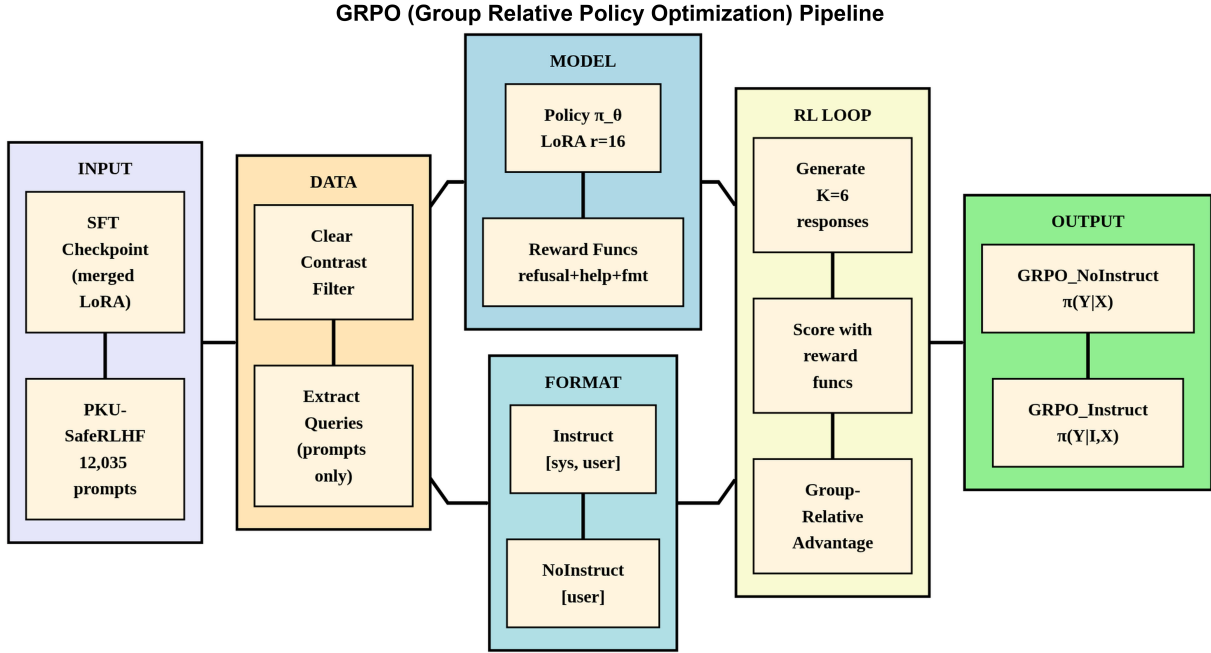 GRPO (Group Relative Policy Optimization) Pipeline
INPUT
SFT
Checkpoint
(merged
LoRA)
PKU-
SafeRLHF
12,035
prompts
DATA
Clear
Contrast
Filter
Extract
Queries
(prompts
only)
MODEL
Policy π_θ
LoRA r=16
Reward Funcs
refusal+help+fmt
FORMAT
Instruct
[sys, user]
NoInstruct
[user]
RL LOOP
Generate
K=6
responses
Score with
reward
funcs
Group-
Relative
Advantage
OUTPUT
GRPO_NoInstruct
π(Y|X)
GRPO_Instruct
π(Y|I,X)